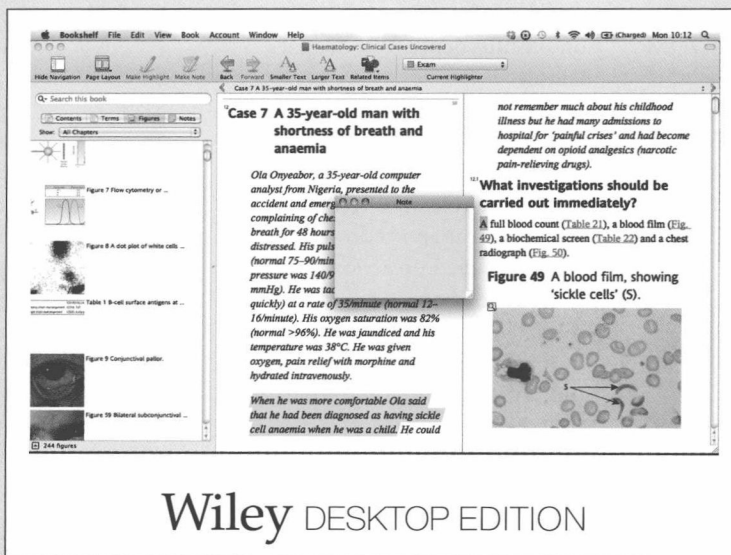 Bookshelf File Edit View Book Account Window Help
(Charged) Mon 10:12
Haematology: Clinical Cases Uncovered
Hide Navigation Page Layout Make Highlight Make Note Back Forward Smaller Text Larger Text Related Items
Exam
Current Highlighter
Search this book
Contents Terms Figures Notes
Show: All Chapters
Figure 7 Flow cytometry or ...
Figure 8 A dot plot of white cells ...
Table 1 B-cell surface antigens at ...
Figure 9 Conjunctival pallor.
Figure 39 Bilateral subconjunctival ...
244 figures
Case 7 A 35-year-old man with shortness of breath and anaemia
Case 7 A 35-year-old man with
shortness of breath and
anaemia
Ola Onyeabor, a 35-year-old computer
analyst from Nigeria, presented to the
accident and emerg
complaining of che
breath for 48 hours
distressed. His puls
(normal 75–90/min
pressure was 140/9
mmHg). He was tac
quickly) at a rate of 35/minute (normal 12–
16/minute). His oxygen saturation was 82%
(normal >96%). He was jaundiced and his
temperature was 38°C. He was given
oxygen, pain relief with morphine and
hydrated intravenously.
When he was more comfortable Ola said
that he had been diagnosed as having sickle
cell anaemia when he was a child. He could
Note
not remember much about his childhood
illness but he had many admissions to
hospital for 'painful crises' and had become
dependent on opioid analgesics (narcotic
pain-relieving drugs).
What investigations should be
carried out immediately?
A full blood count (Table 21), a blood film (Fig.
49), a biochemical screen (Table 22) and a chest
radiograph (Fig. 50).
Figure 49 A blood film, showing
'sickle cells' (S).
S
Wiley DESKTOP EDITION